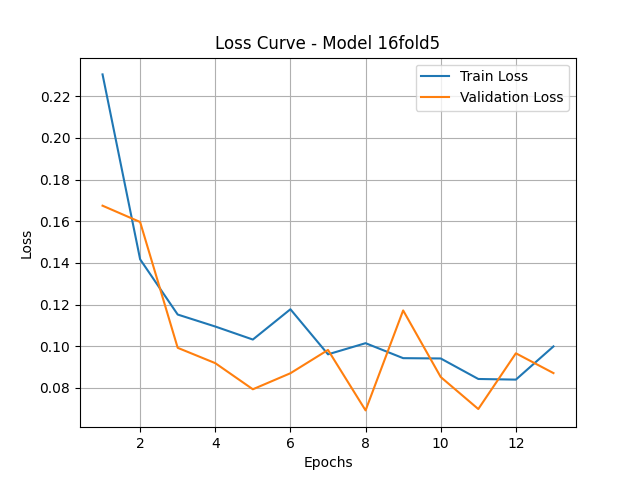 Loss Curve - Model 16fold5
Train Loss
Validation Loss
0.22
0.20
0.18
0.16
0.14
0.12
0.10
0.08
Loss
2 4 6 8 10 12
Epochs